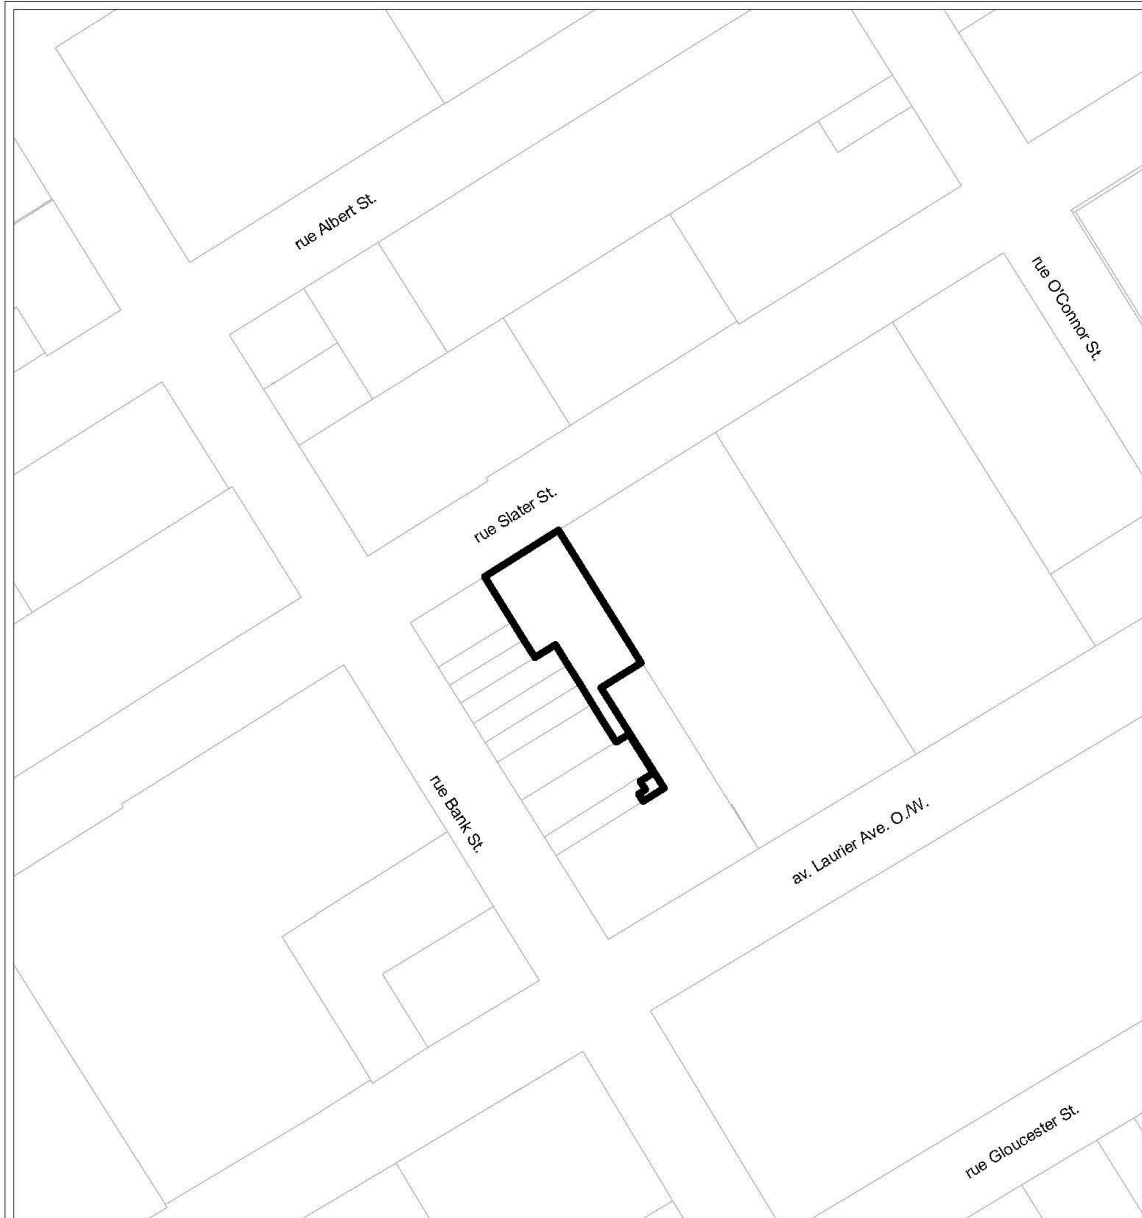 rue Albert St.
rue O'Connor St.
rue Slater St.
rue Bank St.
av. Laurier Ave. O./W.
rue Gloucester St.